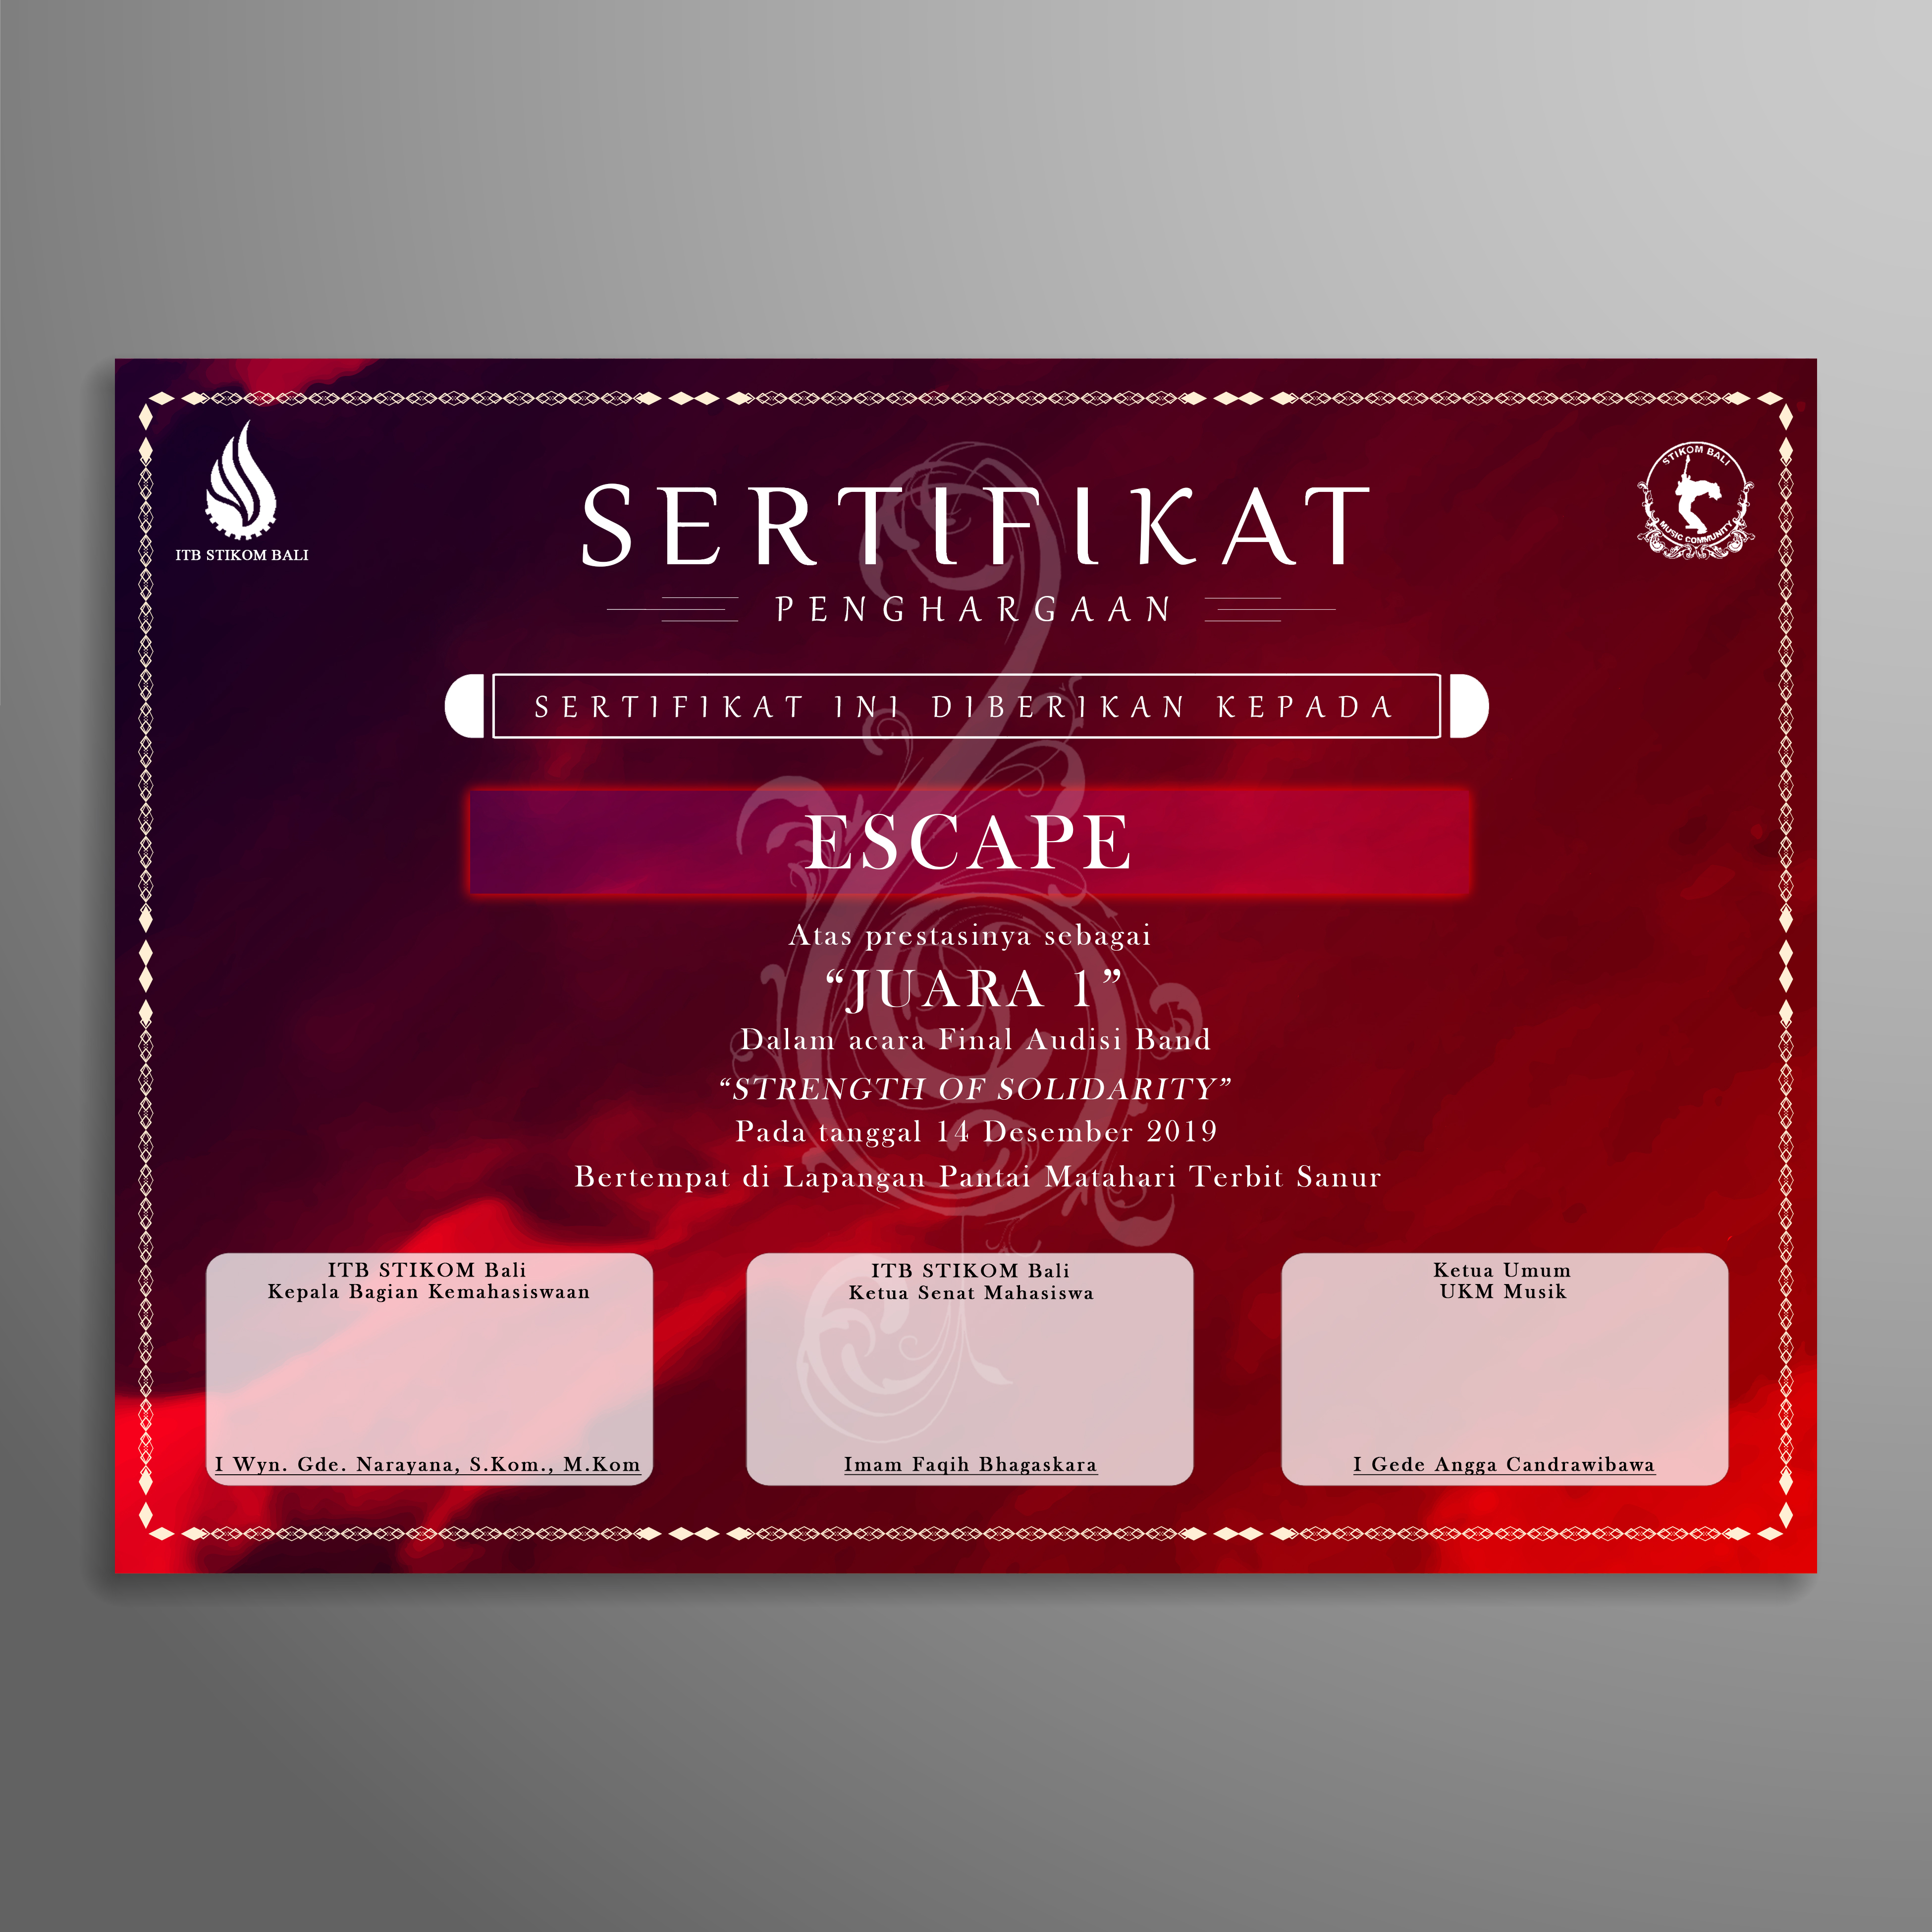 SERTIFIKAT
PENGHARGAAN
ITB STIKOM BALI
STIKOM BALI
MUSIC COMMUNITY
SERTIFIKAT INI DIBERIKAN KEPADA
ESCAPE
Atas prestasinya sebagai
“JUARA 1”
Dalam acara Final Audisi Band
“STRENGTH OF SOLIDARITY”
Pada tanggal 14 Desember 2019
Bertempat di Lapangan Pantai Matahari Terbit Sanur
ITB STIKOM Bali
Kepala Bagian Kemahasiswaan
I Wyn. Gde. Narayana, S.Kom., M.Kom
ITB STIKOM Bali
Ketua Senat Mahasiswa
Imam Faqih Bhagaskara
Ketua Umum
UKM Musik
I Gede Angga Candrawibawa